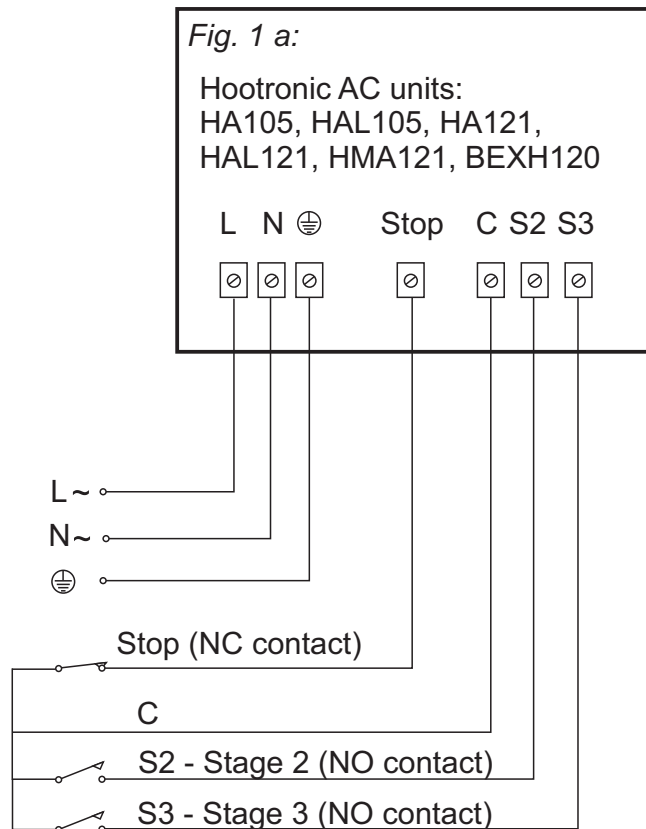 Fig. 1 a:
Hootronic AC units:
HA105, HAL105, HA121,
HAL121, HMA121, BEXH120
L N Stop C S2 S3
L~
N~
Stop (NC contact)
C
S2 - Stage 2 (NO contact)
S3 - Stage 3 (NO contact)